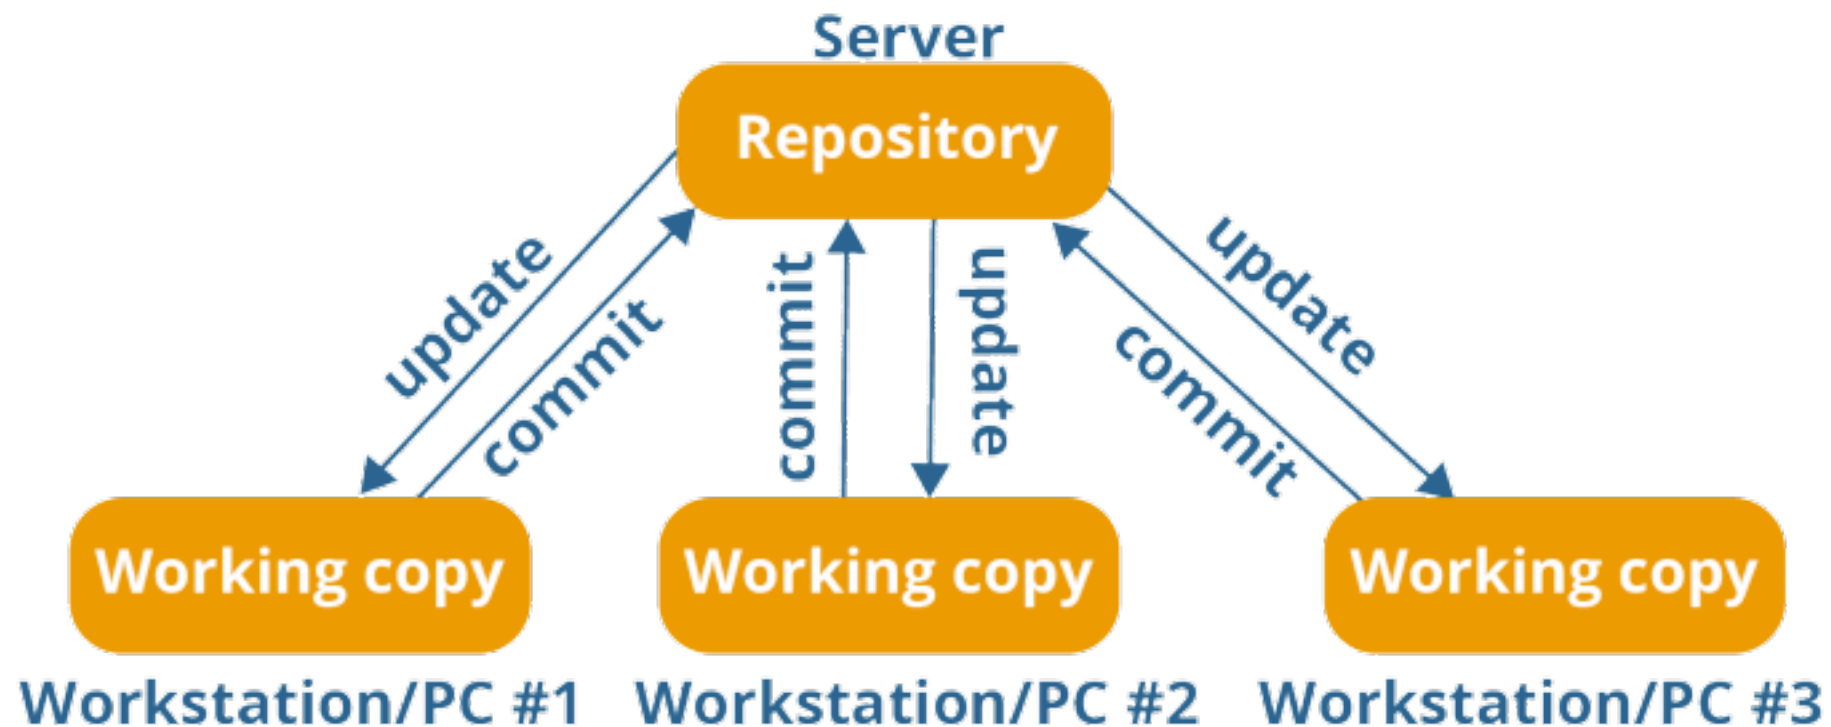 Server
Repository
update
commit
commit
update
commit
update
Working copy
Working copy
Working copy
Workstation/PC #1
Workstation/PC #2
Workstation/PC #3